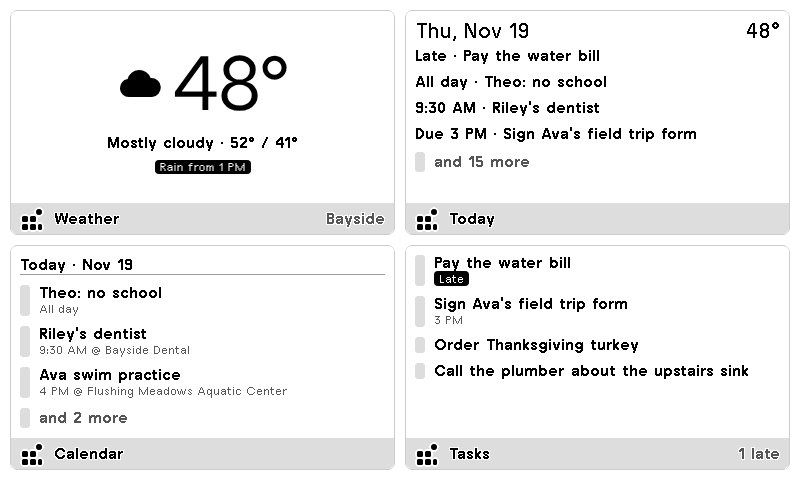 48°
Mostly cloudy · 52° / 41°
Rain from 1 PM
Weather
Bayside
Thu, Nov 19
48°
Late · Pay the water bill
All day · Theo: no school
9:30 AM · Riley's dentist
Due 3 PM · Sign Ava's field trip form
and 15 more
Today
Today · Nov 19
Theo: no school
All day
Riley's dentist
9:30 AM @ Bayside Dental
Ava swim practice
4 PM @ Flushing Meadows Aquatic Center
and 2 more
Calendar
Pay the water bill
Late
Sign Ava's field trip form
3 PM
Order Thanksgiving turkey
Call the plumber about the upstairs sink
Tasks
1 late